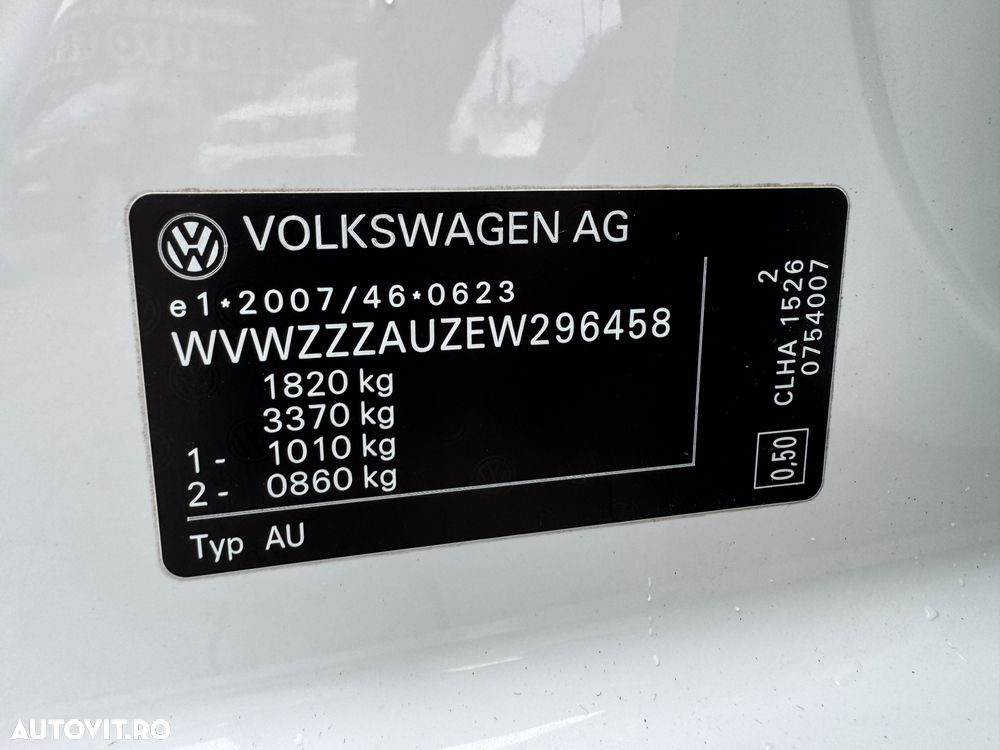 VOLKSWAGEN AG
e1*2007/46*0623
WVWZZZAUZEW296458
1820 kg
3370 kg
1 - 1010 kg
2 - 0860 kg
Typ AU
2
CLHA 1526
0754007
0,50
AUTOVIT.RO